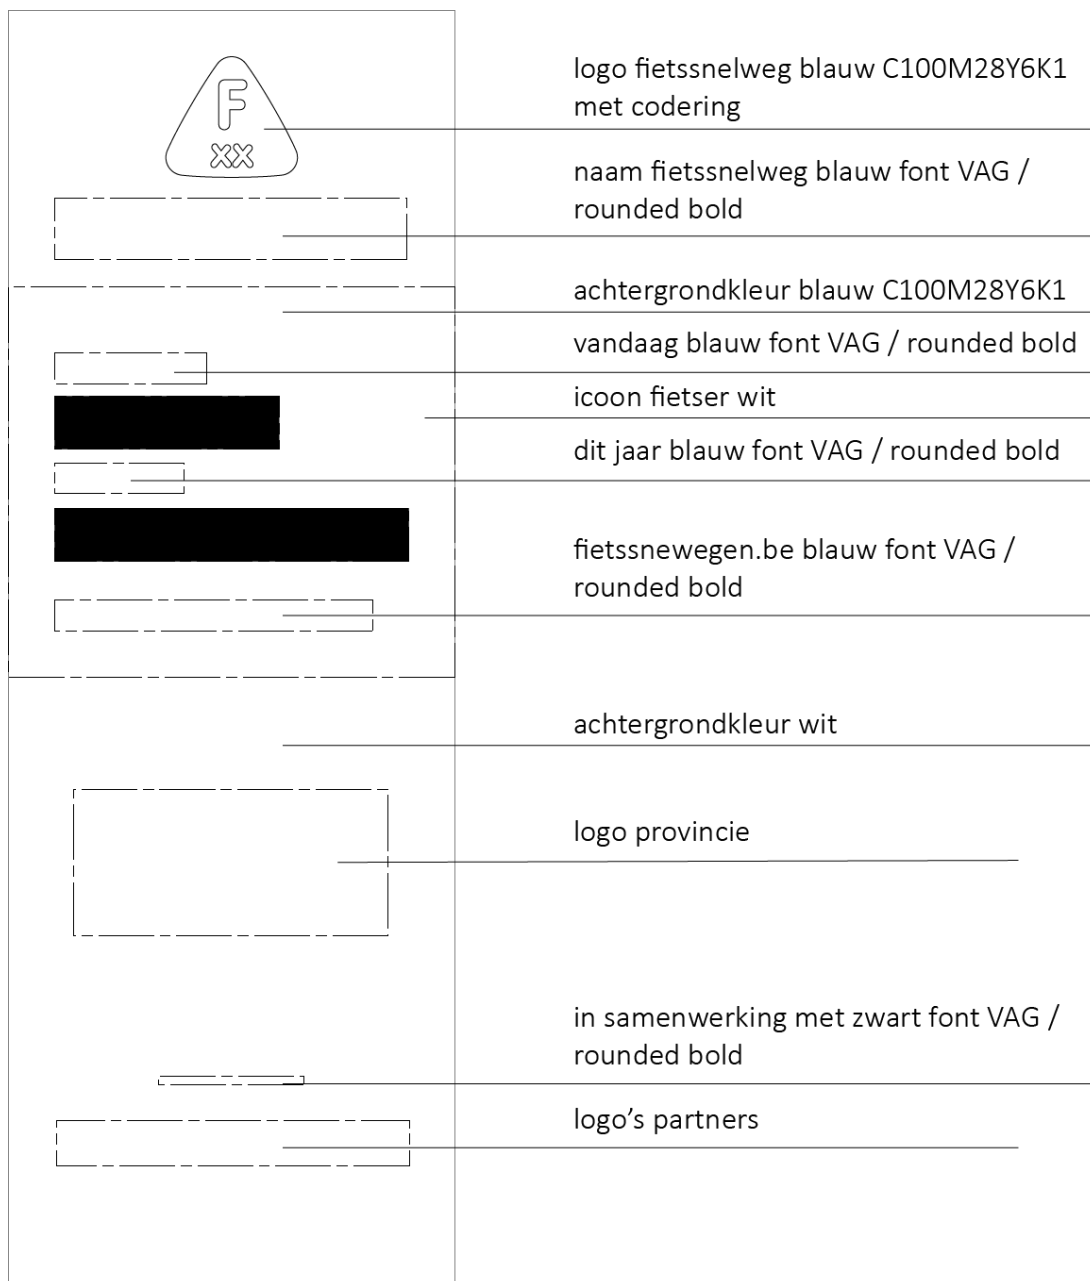 F
xx
logo fietssnelweg blauw C100M28Y6K1
met codering
naam fietssnelweg blauw font VAG /
rounded bold
achtergrondkleur blauw C100M28Y6K1
vandaag blauw font VAG / rounded bold
icoon fietser wit
dit jaar blauw font VAG / rounded bold
fietssnewegen.be blauw font VAG /
rounded bold
achtergrondkleur wit
logo provincie
in samenwerking met zwart font VAG /
rounded bold
logo’s partners